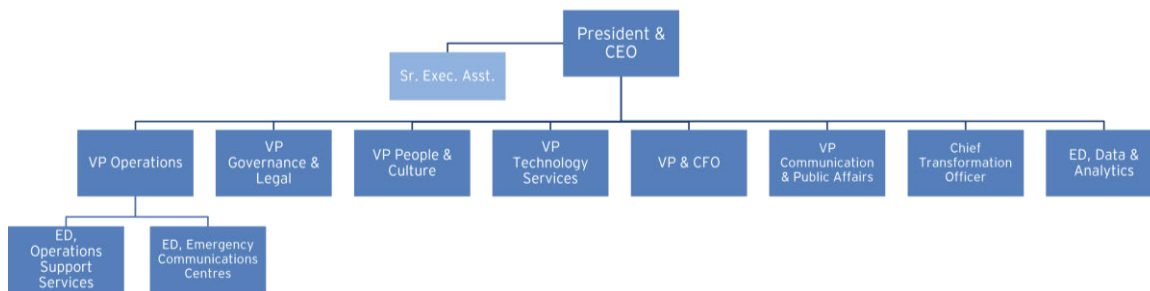 President &
CEO
Sr. Exec. Asst.
VP Operations
VP
Governance &
Legal
VP People &
Culture
VP
Technology
Services
VP & CFO
VP
Communication
& Public Affairs
Chief
Transformation
Officer
ED, Data &
Analytics
ED,
Operations
Support
Services
ED, Emergency
Communications
Centres